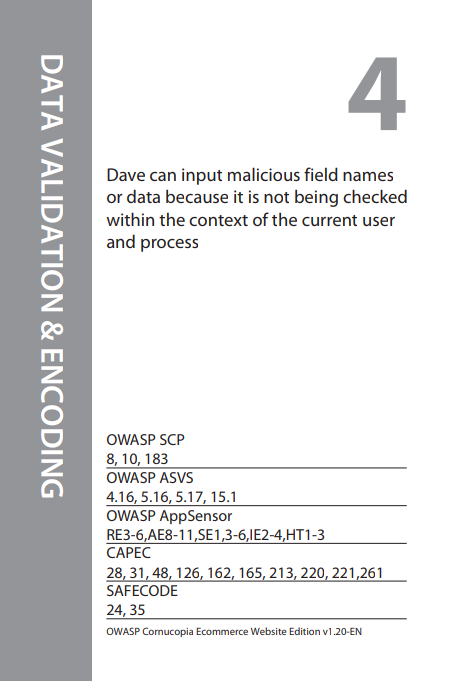 DATA VALIDATION & ENCODING
4
Dave can input malicious field names
or data because it is not being checked
within the context of the current user
and process
OWASP SCP
8, 10, 183
OWASP ASVS
4.16, 5.16, 5.17, 15.1
OWASP AppSensor
RE3-6,AE8-11,SE1,3-6,IE2-4,HT1-3
CAPEC
28, 31, 48, 126, 162, 165, 213, 220, 221,261
SAFECODE
24, 35
OWASP Cornucopia Ecommerce Website Edition v1.20-EN